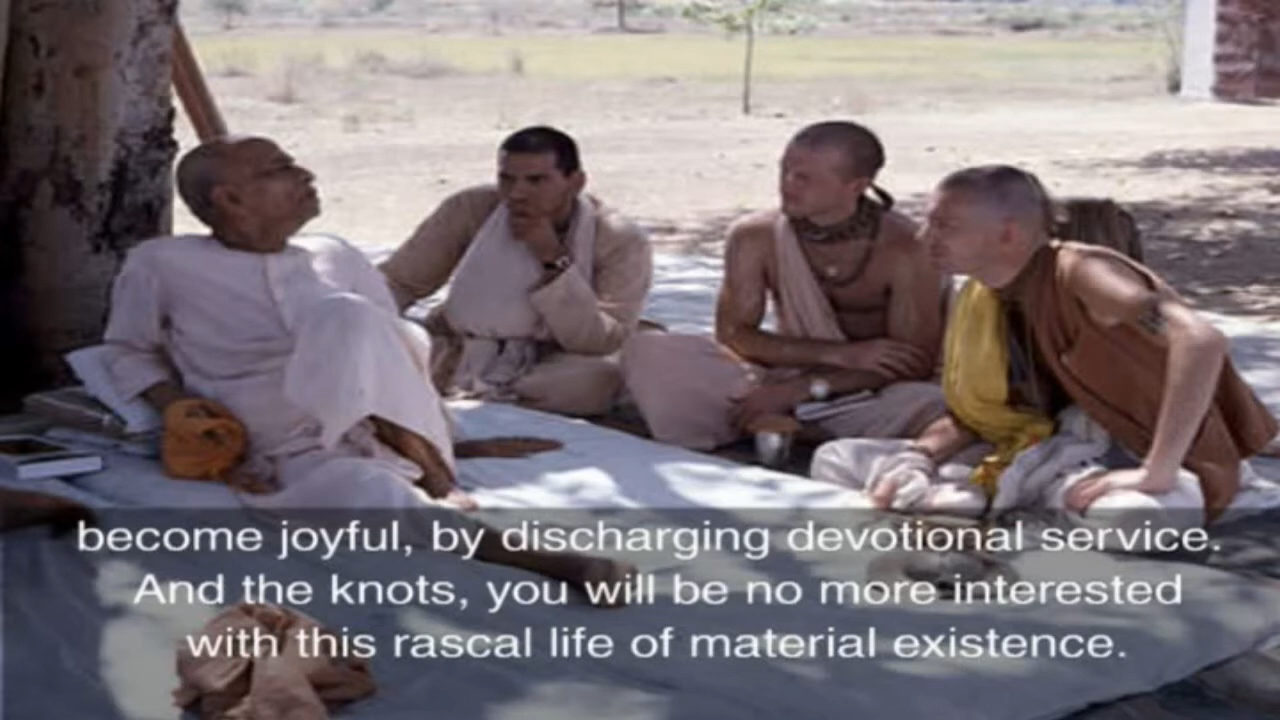 become joyful, by discharging devotional service.
And the knots, you will be no more interested
with this rascal life of material existence.